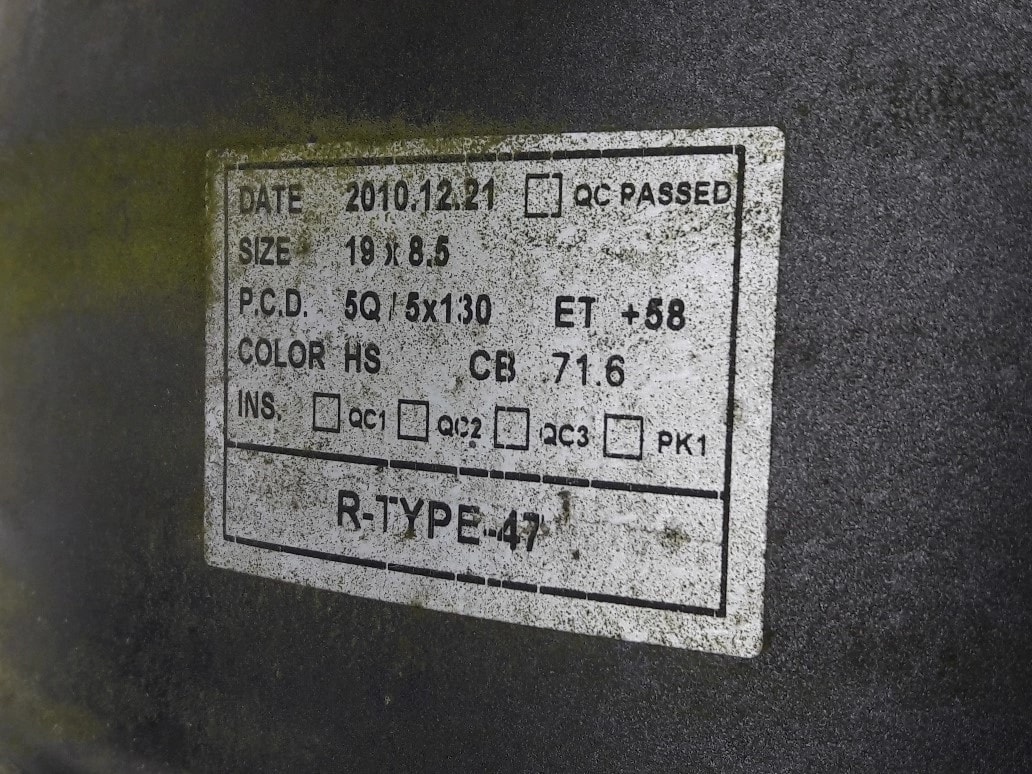 DATE 2010.12.21 QC PASSED
SIZE 19 x 8.5
P.C.D. 5Q / 5x130 ET +58
COLOR HS CB 71.6
INS. QC1 QC2 QC3 PK1
R-TYPE-47